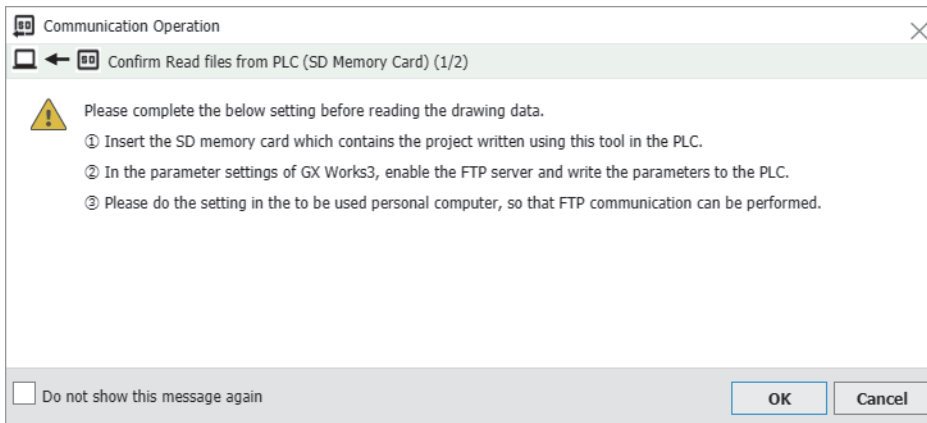 SD Communication Operation
SD Confirm Read files from PLC (SD Memory Card) (1/2)
Please complete the below setting before reading the drawing data.
① Insert the SD memory card which contains the project written using this tool in the PLC.
② In the parameter settings of GX Works3, enable the FTP server and write the parameters to the PLC.
③ Please do the setting in the to be used personal computer, so that FTP communication can be performed.
Do not show this message again
OK Cancel